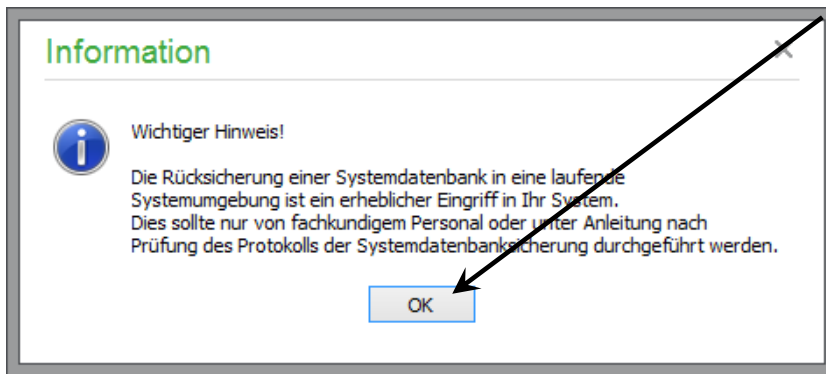 Information
Wichtiger Hinweis!
Die Rücksicherung einer Systemdatenbank in eine laufende
Systemumgebung ist ein erheblicher Eingriff in Ihr System.
Dies sollte nur von fachkundigem Personal oder unter Anleitung nach
Prüfung des Protokolls der Systemdatenbanksicherung durchgeführt werden.
OK